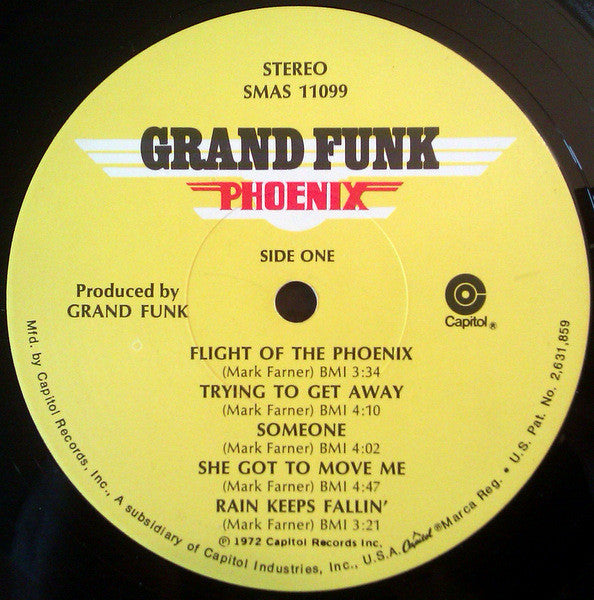 STEREO
SMAS 11099
GRAND FUNK
PHOENIX
SIDE ONE
Produced by
GRAND FUNK
Capitol®
FLIGHT OF THE PHOENIX
(Mark Farner) BMI 3:34
TRYING TO GET AWAY
(Mark Farner) BMI 4:10
SOMEONE
(Mark Farner) BMI 4:02
SHE GOT TO MOVE ME
(Mark Farner) BMI 4:47
RAIN KEEPS FALLIN'
(Mark Farner) BMI 3:21
℗ 1972 Capitol Records Inc.
Mfd. by Capitol Records, Inc., A subsidiary of Capitol Industries, Inc., U.S.A. Capitol ® Marca Reg. • U.S. Pat. No. 2,631,859